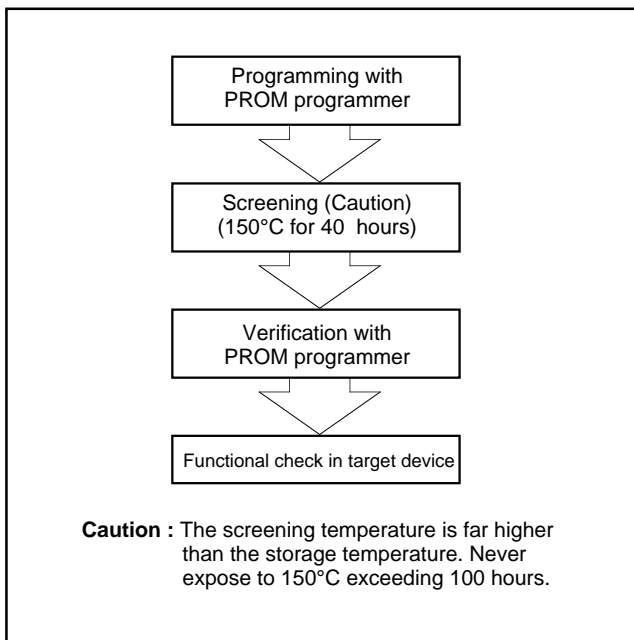 Programming with
PROM programmer
Screening (Caution)
(150°C for 40 hours)
Verification with
PROM programmer
Functional check in target device
Caution : The screening temperature is far higher
than the storage temperature. Never
expose to 150°C exceeding 100 hours.